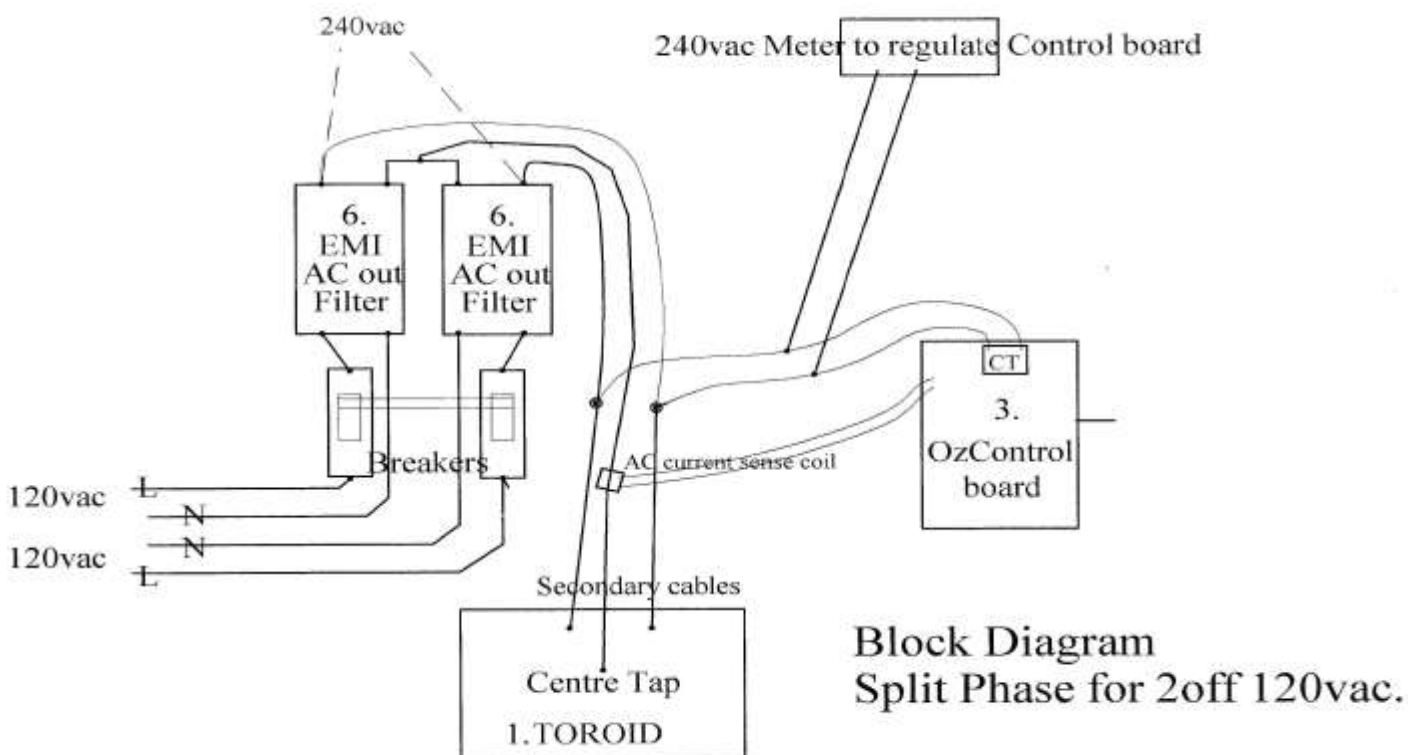 240vac
240vac Meter to regulate Control board
6.
EMI
AC out
Filter
6.
EMI
AC out
Filter
CT
3.
OzControl
board
Breakers
AC current sense coil
L
120vac
N
N
120vac
L
Secondary cables
Centre Tap
1.TOROID
Block Diagram
Split Phase for 2off 120vac.